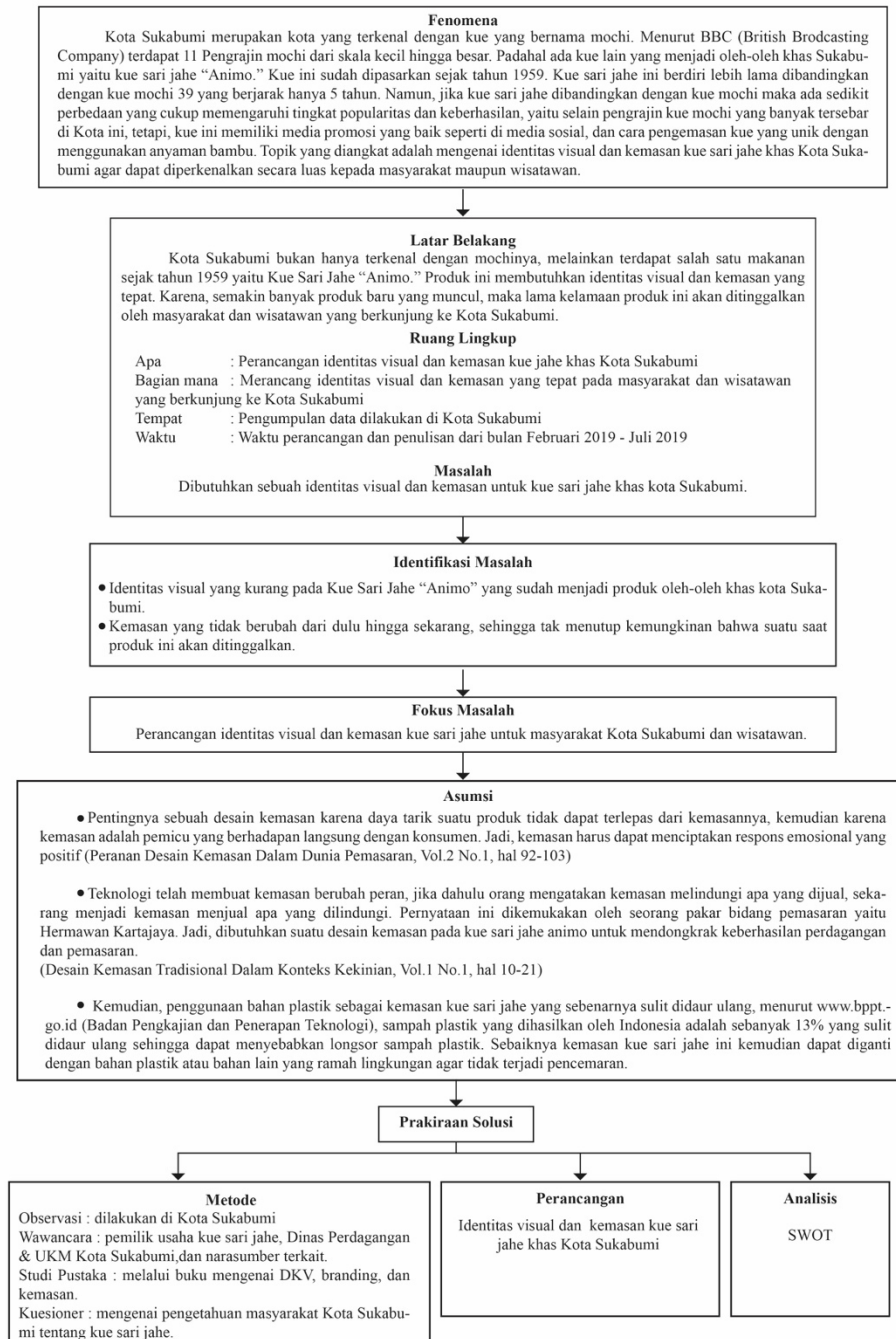 Fenomena
Kota Sukabumi merupakan kota yang terkenal dengan kue yang bernama mochi. Menurut BBC (British Brodcasting
Company) terdapat 11 Pengrajin mochi dari skala kecil hingga besar. Padahal ada kue lain yang menjadi oleh-oleh khas Sukabu-
mi yaitu kue sari jahe “Animo.” Kue ini sudah dipasarkan sejak tahun 1959. Kue sari jahe ini berdiri lebih lama dibandingkan
dengan kue mochi 39 yang berjarak hanya 5 tahun. Namun, jika kue sari jahe dibandingkan dengan kue mochi maka ada sedikit
perbedaan yang cukup memengaruhi tingkat popularitas dan keberhasilan, yaitu selain pengrajin kue mochi yang banyak tersebar
di Kota ini, tetapi, kue ini memiliki media promosi yang baik seperti di media sosial, dan cara pengemasan kue yang unik dengan
menggunakan anyaman bambu. Topik yang diangkat adalah mengenai identitas visual dan kemasan kue sari jahe khas Kota Suka-
bumi agar dapat diperkenalkan secara luas kepada masyarakat maupun wisatawan.
Latar Belakang
Kota Sukabumi bukan hanya terkenal dengan mochinya, melainkan terdapat salah satu makanan
sejak tahun 1959 yaitu Kue Sari Jahe “Animo.” Produk ini membutuhkan identitas visual dan kemasan yang
tepat. Karena, semakin banyak produk baru yang muncul, maka lama kelamaan produk ini akan ditinggalkan
oleh masyarakat dan wisatawan yang berkunjung ke Kota Sukabumi.
Ruang Lingkup
Apa : Perancangan identitas visual dan kemasan kue jahe khas Kota Sukabumi
Bagian mana : Merancang identitas visual dan kemasan yang tepat pada masyarakat dan wisatawan
yang berkunjung ke Kota Sukabumi
Tempat : Pengumpulan data dilakukan di Kota Sukabumi
Waktu : Waktu perancangan dan penulisan dari bulan Februari 2019 - Juli 2019
Masalah
Dibutuhkan sebuah identitas visual dan kemasan untuk kue sari jahe khas kota Sukabumi.
Identifikasi Masalah
● Identitas visual yang kurang pada Kue Sari Jahe “Animo” yang sudah menjadi produk oleh-oleh khas kota Suka-
bumi.
● Kemasan yang tidak berubah dari dulu hingga sekarang, sehingga tak menutup kemungkinan bahwa suatu saat
produk ini akan ditinggalkan.
Fokus Masalah
Perancangan identitas visual dan kemasan kue sari jahe untuk masyarakat Kota Sukabumi dan wisatawan.
Asumsi
● Pentingnya sebuah desain kemasan karena daya tarik suatu produk tidak dapat terlepas dari kemasannya, kemudian karena
kemasan adalah pemicu yang berhadapan langsung dengan konsumen. Jadi, kemasan harus dapat menciptakan respons emosional yang
positif (Peranan Desain Kemasan Dalam Dunia Pemasaran, Vol.2 No.1, hal 92-103)
● Teknologi telah membuat kemasan berubah peran, jika dahulu orang mengatakan kemasan melindungi apa yang dijual, seka-
rang menjadi kemasan menjual apa yang dilindungi. Pernyataan ini dikemukakan oleh seorang pakar bidang pemasaran yaitu
Hermawan Kartajaya. Jadi, dibutuhkan suatu desain kemasan pada kue sari jahe animo untuk mendongkrak keberhasilan perdagangan
dan pemasaran.
(Desain Kemasan Tradisional Dalam Konteks Kekinian, Vol.1 No.1, hal 10-21)
● Kemudian, penggunaan bahan plastik sebagai kemasan kue sari jahe yang sebenarnya sulit didaur ulang, menurut www.bppt.-
go.id (Badan Pengkajian dan Penerapan Teknologi), sampah plastik yang dihasilkan oleh Indonesia adalah sebanyak 13% yang sulit
didaur ulang sehingga dapat menyebabkan longsor sampah plastik. Sebaiknya kemasan kue sari jahe ini kemudian dapat diganti
dengan bahan plastik atau bahan lain yang ramah lingkungan agar tidak terjadi pencemaran.
Prakiraan Solusi
Metode
Observasi : dilakukan di Kota Sukabumi
Wawancara : pemilik usaha kue sari jahe, Dinas Perdagangan
& UKM Kota Sukabumi,dan narasumber terkait.
Studi Pustaka : melalui buku mengenai DKV, branding, dan
kemasan.
Kuesioner : mengenai pengetahuan masyarakat Kota Sukabu-
mi tentang kue sari jahe.
Perancangan
Identitas visual dan kemasan kue sari
jahe khas Kota Sukabumi
Analisis
SWOT